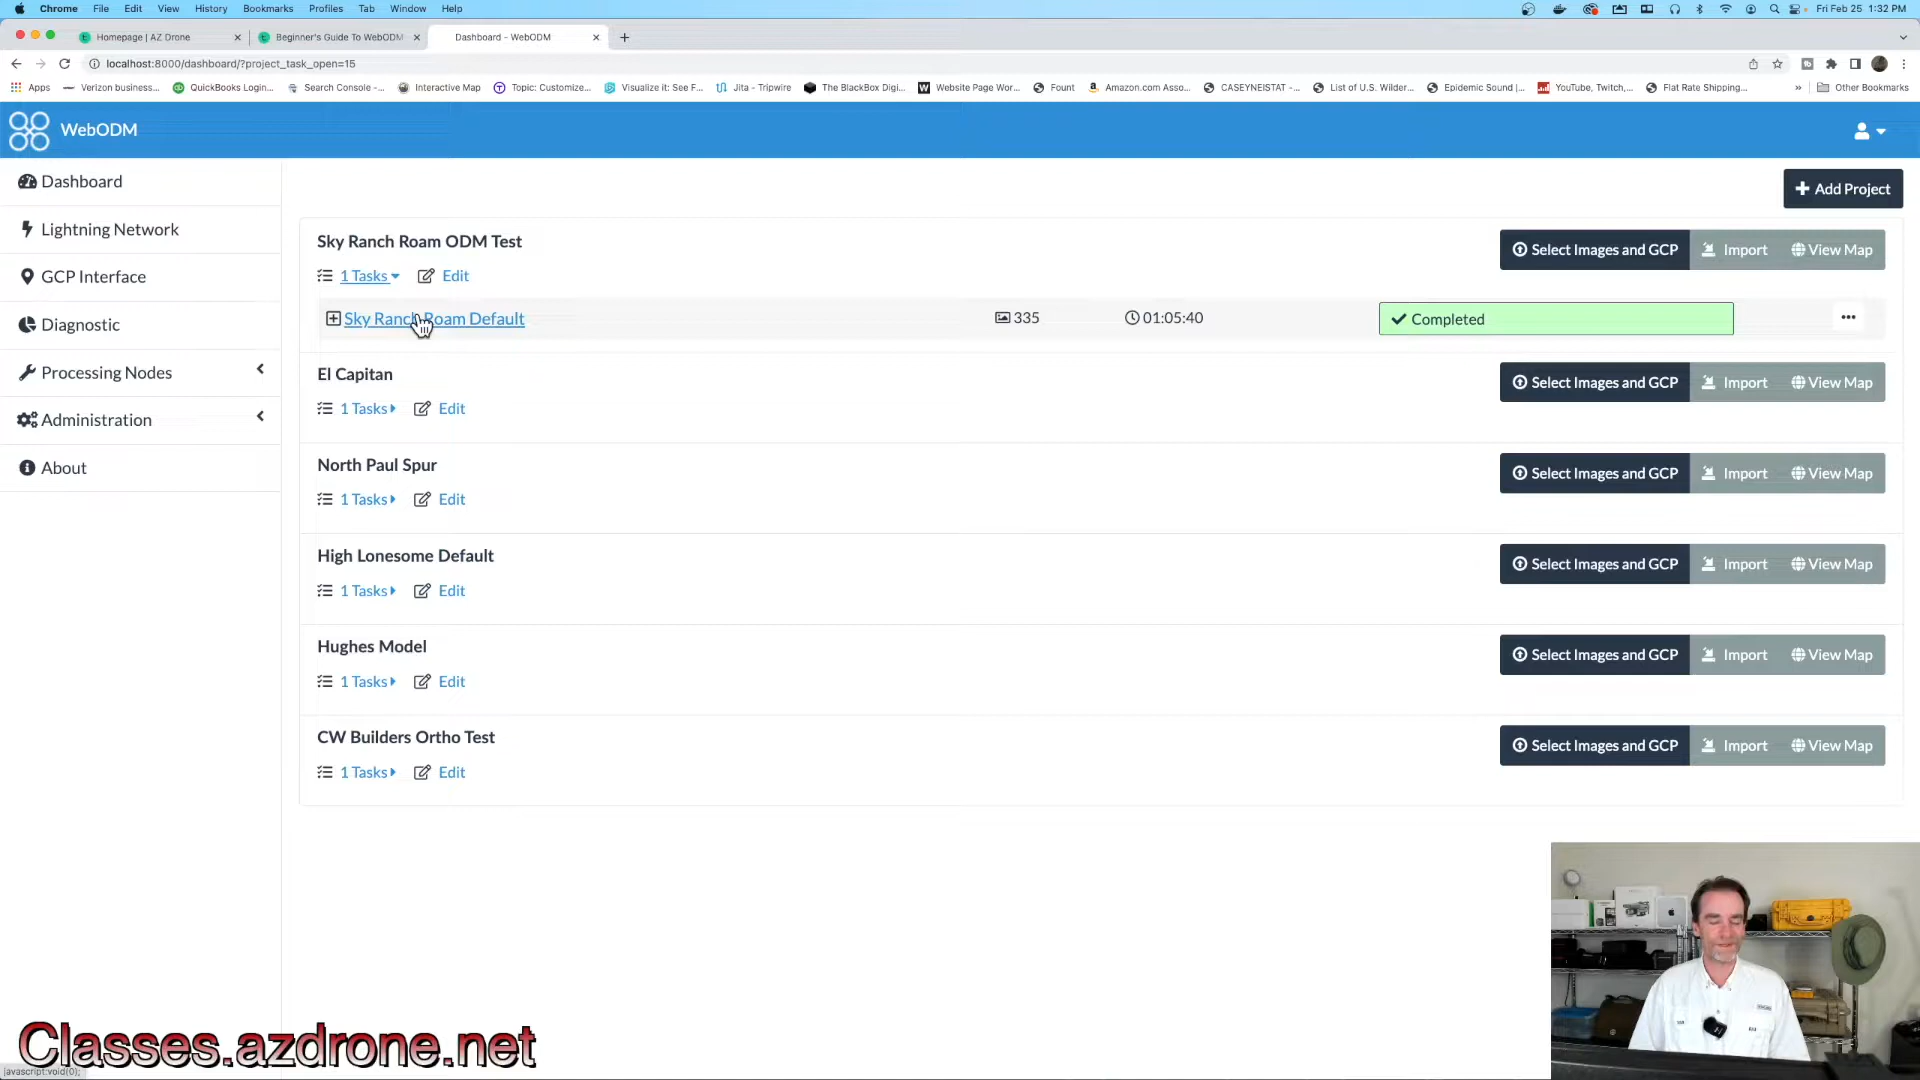 Chrome File Edit View History Bookmarks Profiles Tab Window Help Fri Feb 25 1:32 PM
Homepage | AZ Drone Beginner's Guide To WebODM Dashboard - WebODM
localhost:8000/dashboard/?project_task_open=15
Apps Verizon business... QuickBooks Login... Search Console -... Interactive Map Topic: Customize... Visualize it: See F... Jita - Tripwire The BlackBox Digi... Website Page Wor... Fount Amazon.com Asso... CASEYNEISTAT -... List of U.S. Wilder... Epidemic Sound |... YouTube, Twitch,... Flat Rate Shipping... » Other Bookmarks
WebODM
Dashboard
Lightning Network
GCP Interface
Diagnostic
Processing Nodes
Administration
About
Add Project
Sky Ranch Roam ODM Test
Select Images and GCP Import View Map
1 Tasks Edit
Sky Ranch Roam Default 335 01:05:40 Completed
El Capitan
Select Images and GCP Import View Map
1 Tasks Edit
North Paul Spur
Select Images and GCP Import View Map
1 Tasks Edit
High Lonesome Default
Select Images and GCP Import View Map
1 Tasks Edit
Hughes Model
Select Images and GCP Import View Map
1 Tasks Edit
CW Builders Ortho Test
Select Images and GCP Import View Map
1 Tasks Edit
Classes.azdrone.net
javascript:void(0);